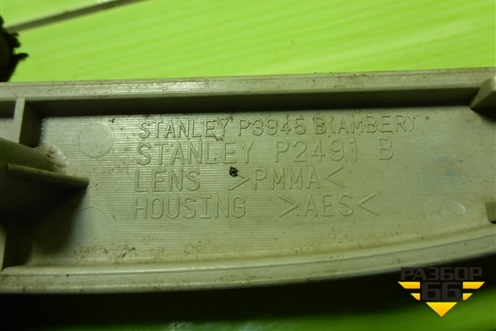 STANLEY P3945 B(AMBER)
STANLEY P2491 B
LENS >PMMA<
HOUSING >AES<
РАЗБОР
66